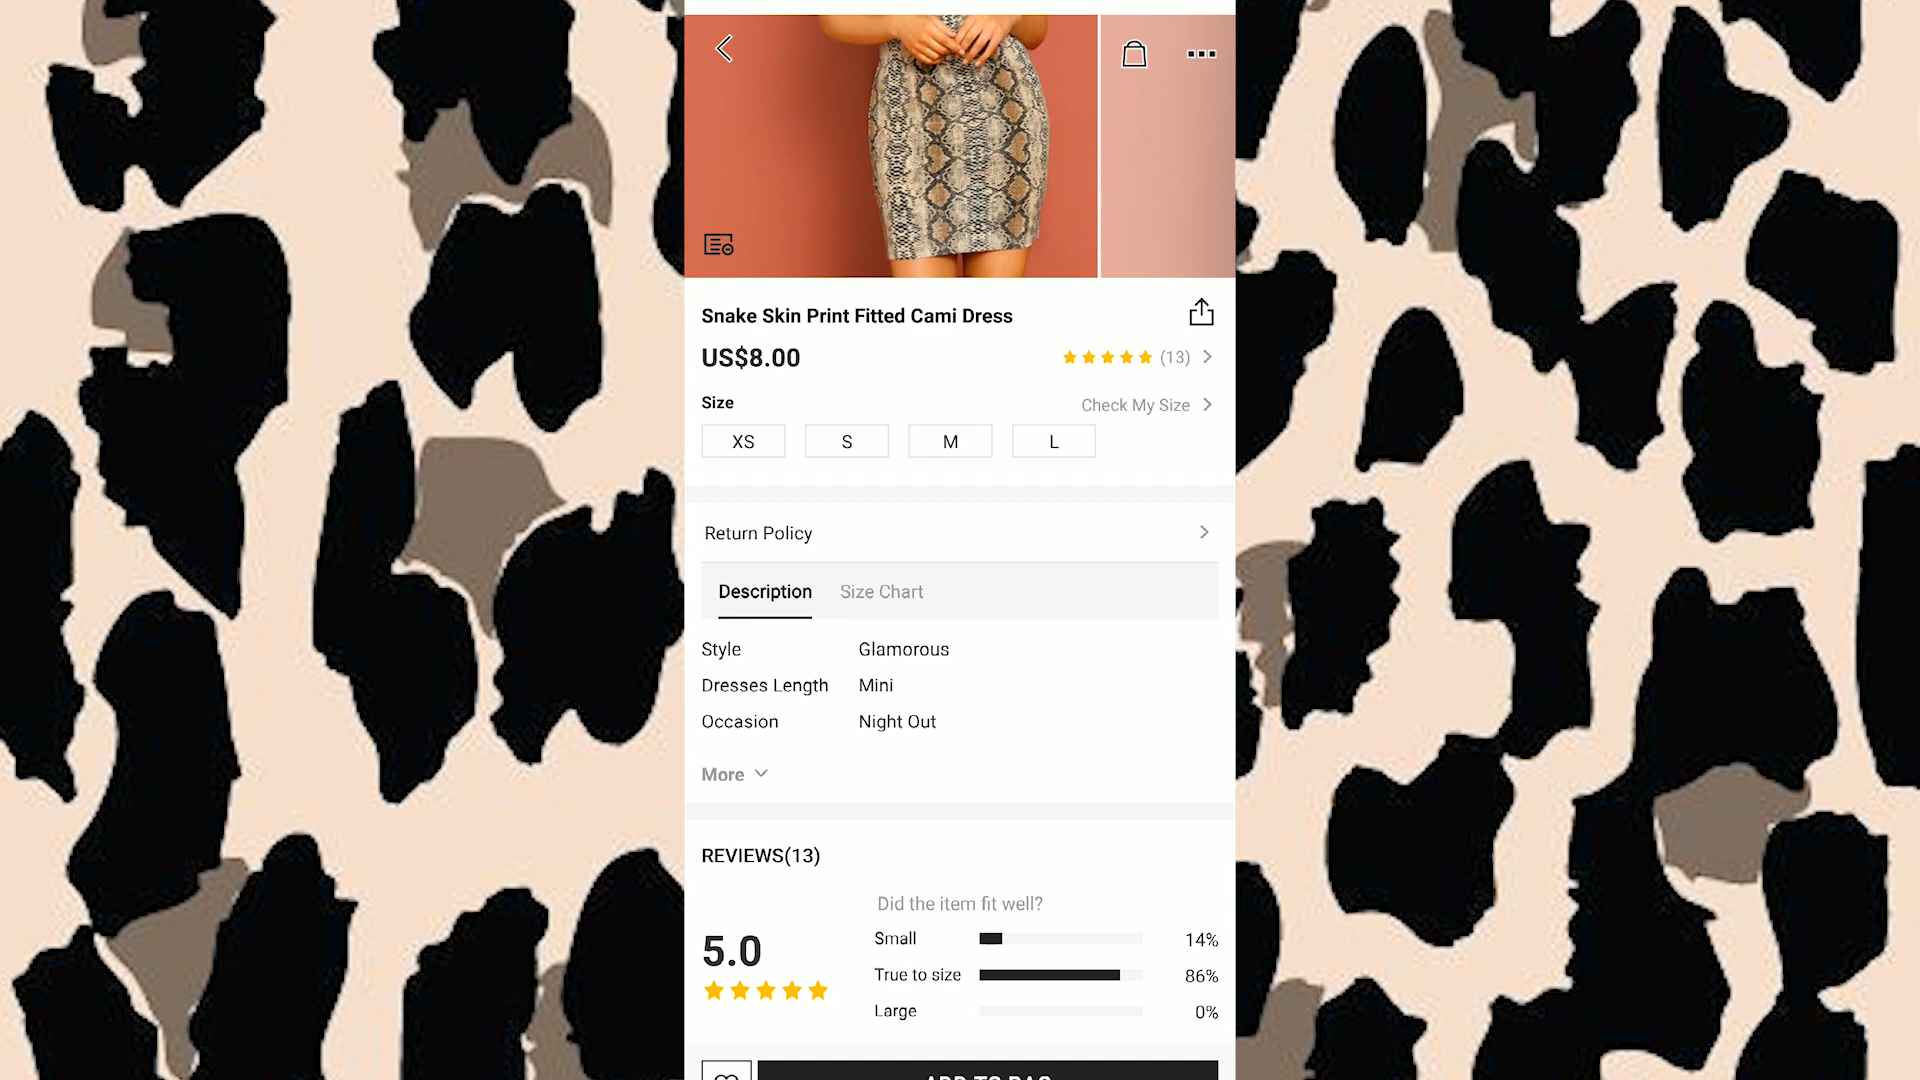 Snake Skin Print Fitted Cami Dress
US$8.00
(13)
Size
Check My Size
XS S M L
Return Policy
Description Size Chart
Style Glamorous
Dresses Length Mini
Occasion Night Out
More
REVIEWS(13)
Did the item fit well?
5.0
Small 14%
True to size 86%
Large 0%
ADD TO BAG